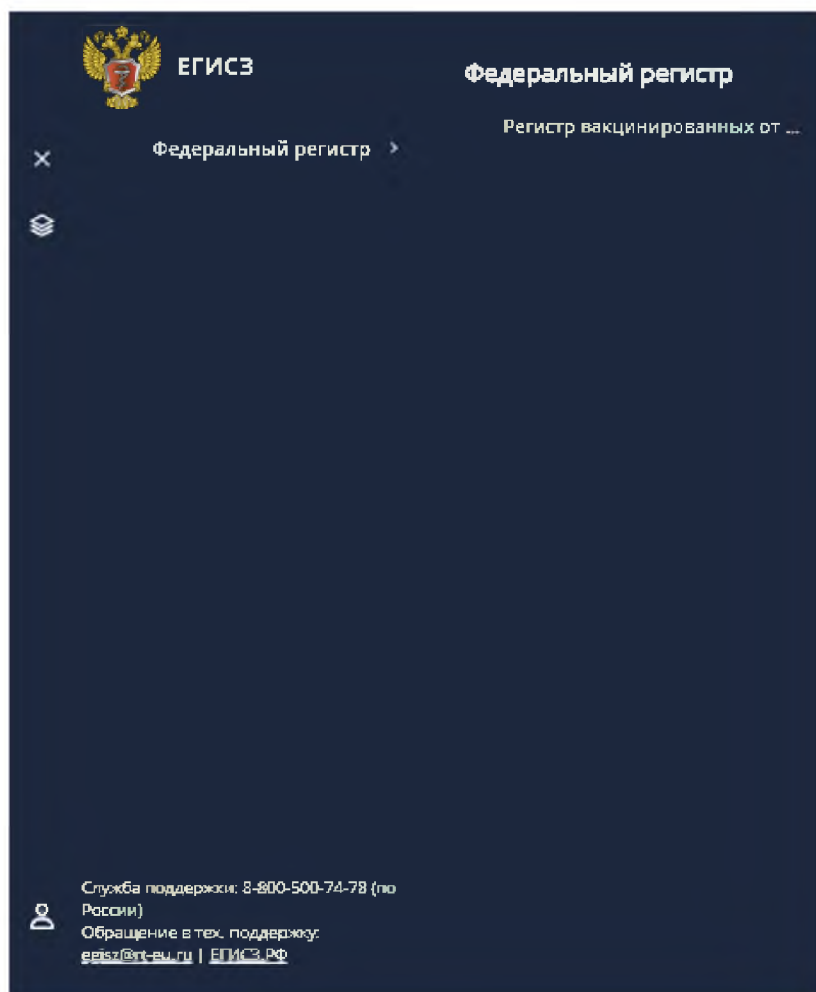 ЕГИСЗ
Федеральный регистр
Федеральный регистр
Регистр вакцинированных от ...
Служба поддержки: 8-800-500-74-78 (по
России)
Обращение в тех. поддержку:
egisz@rt-eu.ru | ЕГИСЗ.РФ